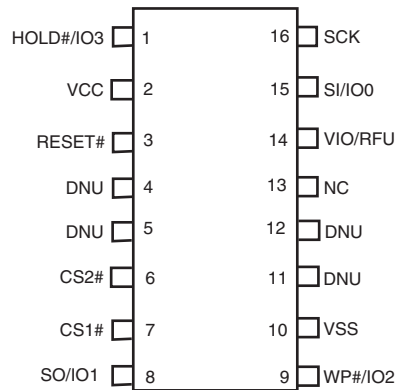 HOLD#/IO3 1 16 SCK
VCC 2 15 SI/IO0
RESET# 3 14 VIO/RFU
DNU 4 13 NC
DNU 5 12 DNU
CS2# 6 11 DNU
CS1# 7 10 VSS
SO/IO1 8 9 WP#/IO2